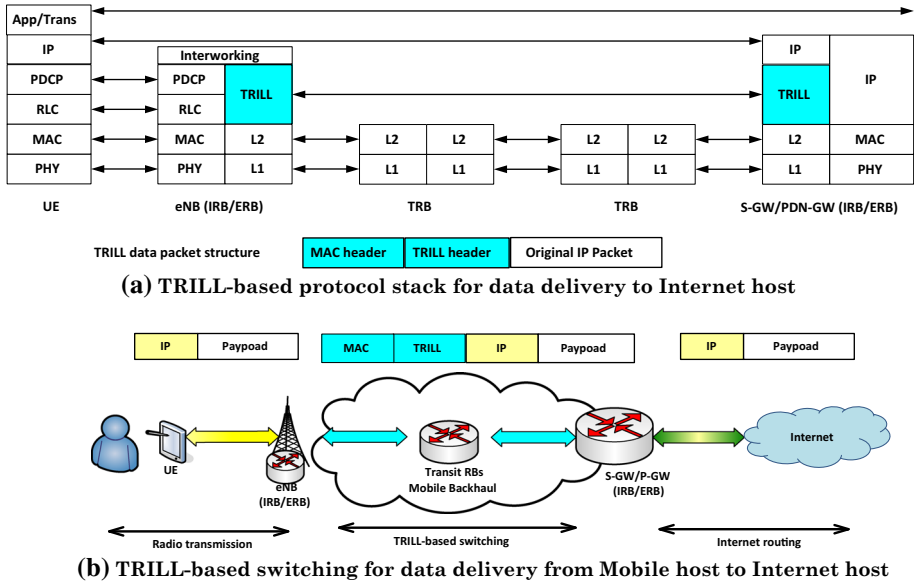 App/Trans
IP IP
Interworking
PDCP PDCP TRILL TRILL IP
RLC RLC
MAC MAC L2 L2 L2 L2 L2 L2 MAC
PHY PHY L1 L1 L1 L1 L1 L1 PHY
UE eNB (IRB/ERB) TRB TRB S-GW/PDN-GW (IRB/ERB)
TRILL data packet structure MAC header TRILL header Original IP Packet
(a) TRILL-based protocol stack for data delivery to Internet host
IP Paypoad MAC TRILL IP Paypoad IP Paypoad
Internet
UE
Transit RBs
Mobile Backhaul
eNB
(IRB/ERB)
S-GW/P-GW
(IRB/ERB)
Radio transmission TRILL-based switching Internet routing
(b) TRILL-based switching for data delivery from Mobile host to Internet host